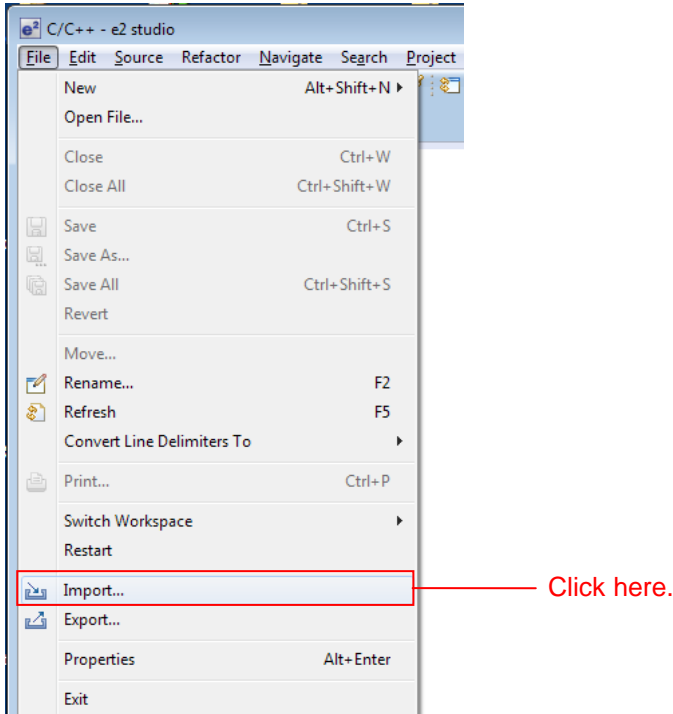 e² C/C++ - e2 studio
File Edit Source Refactor Navigate Search Project
New Alt+Shift+N
Open File...
Close Ctrl+W
Close All Ctrl+Shift+W
Save Ctrl+S
Save As...
Save All Ctrl+Shift+S
Revert
Move...
Rename... F2
Refresh F5
Convert Line Delimiters To
Print... Ctrl+P
Switch Workspace
Restart
Import... Click here.
Export...
Properties Alt+Enter
Exit